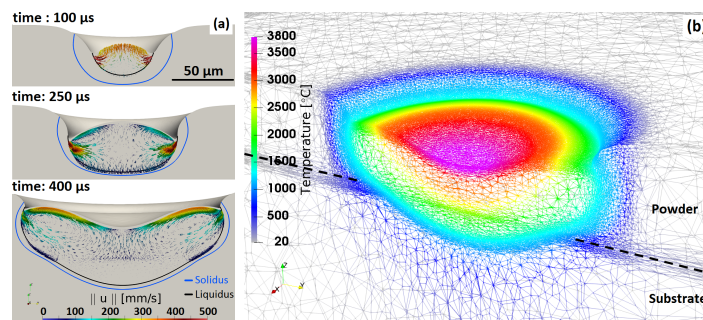 time : 100 µs
(a)
50 µm
time: 250 µs
time: 400 µs
Solidus
Liquidus
|| u || [mm/s]
0 100 200 300 400 500
(b)
3800
3500
3000
2500
2000
1500
1000
500
20
Temperature [°C]
Powder
Substrate
Z
X
Y